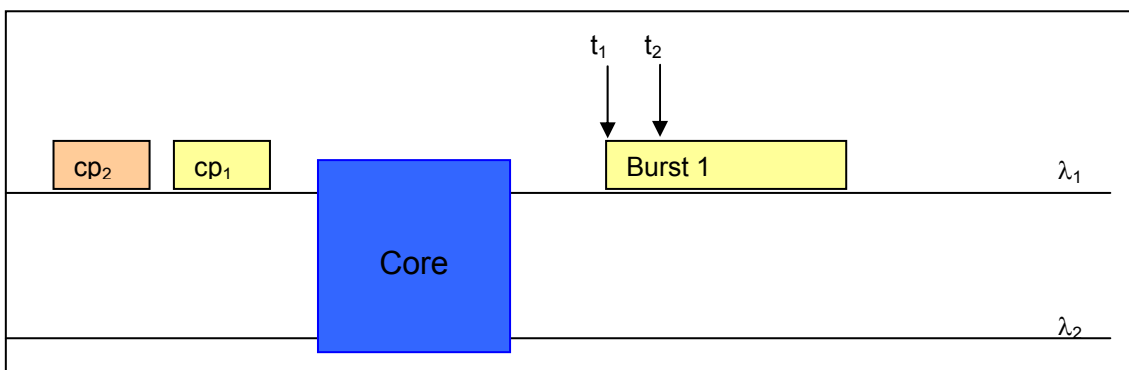 t₁ t₂
cp₂ cp₁ Burst 1 λ₁
Core
λ₂